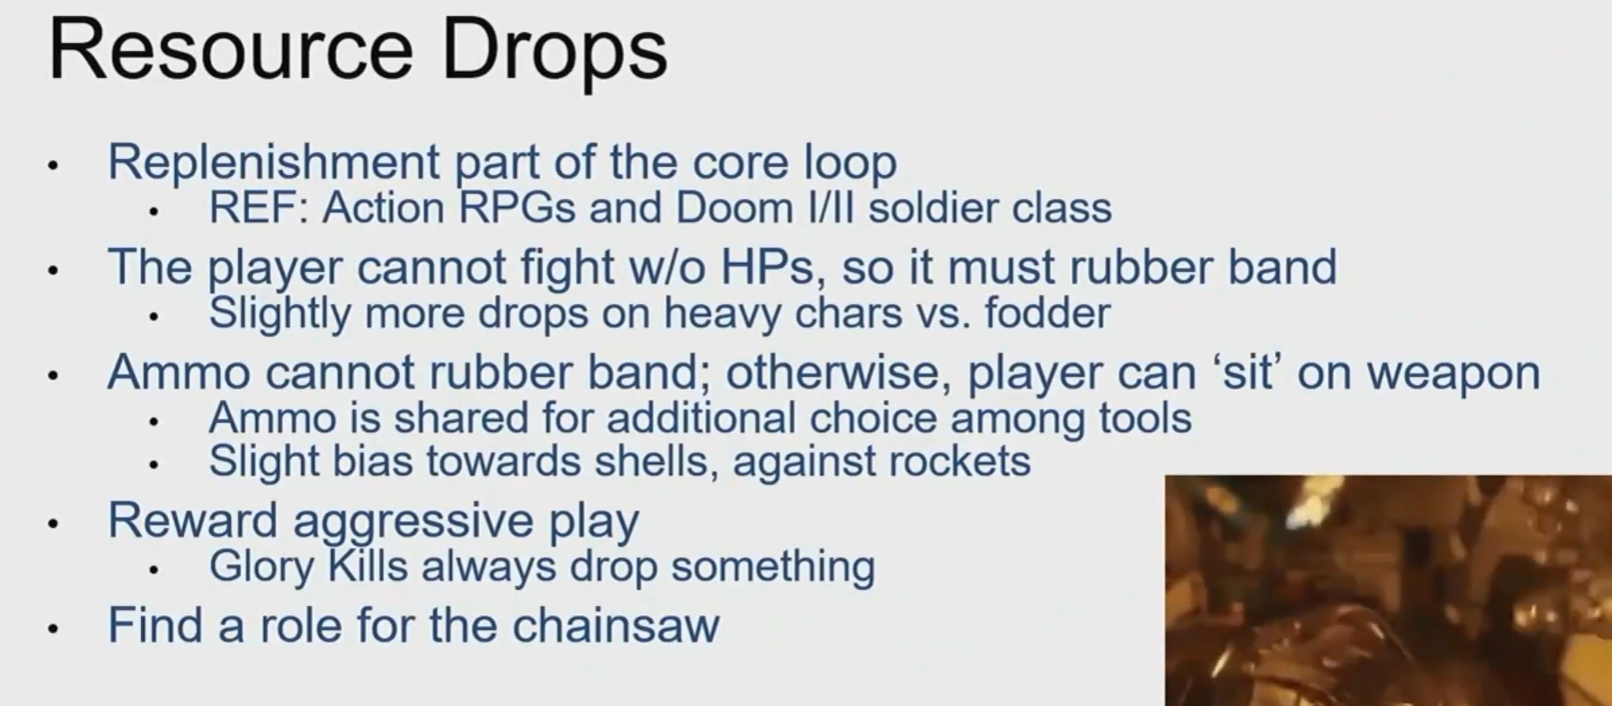 Resource Drops
• Replenishment part of the core loop
• REF: Action RPGs and Doom I/II soldier class
• The player cannot fight w/o HPs, so it must rubber band
• Slightly more drops on heavy chars vs. fodder
• Ammo cannot rubber band; otherwise, player can ‘sit’ on weapon
• Ammo is shared for additional choice among tools
• Slight bias towards shells, against rockets
• Reward aggressive play
• Glory Kills always drop something
• Find a role for the chainsaw